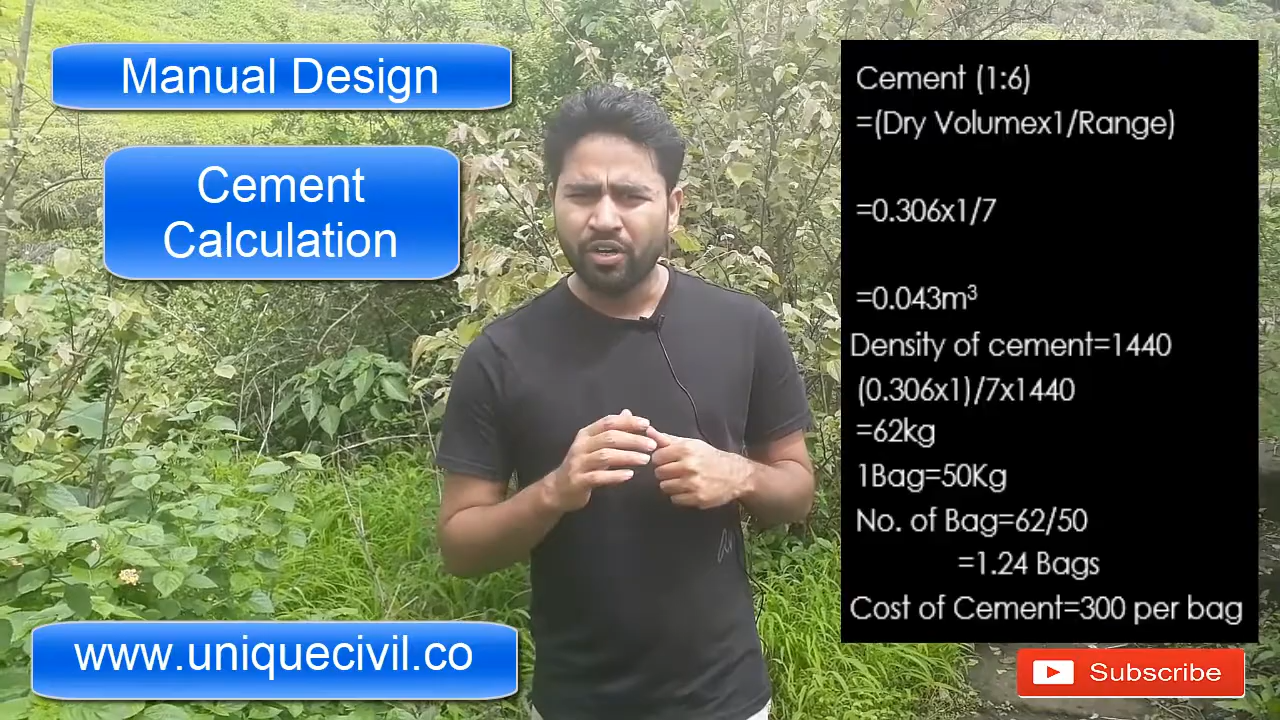 Manual Design
Cement
Calculation
www.uniquecivil.co
Cement (1:6)
=(Dry Volumex1/Range)
=0.306x1/7
=0.043m³
Density of cement=1440
(0.306x1)/7x1440
=62kg
1Bag=50Kg
No. of Bag=62/50
=1.24 Bags
Cost of Cement=300 per bag
Subscribe